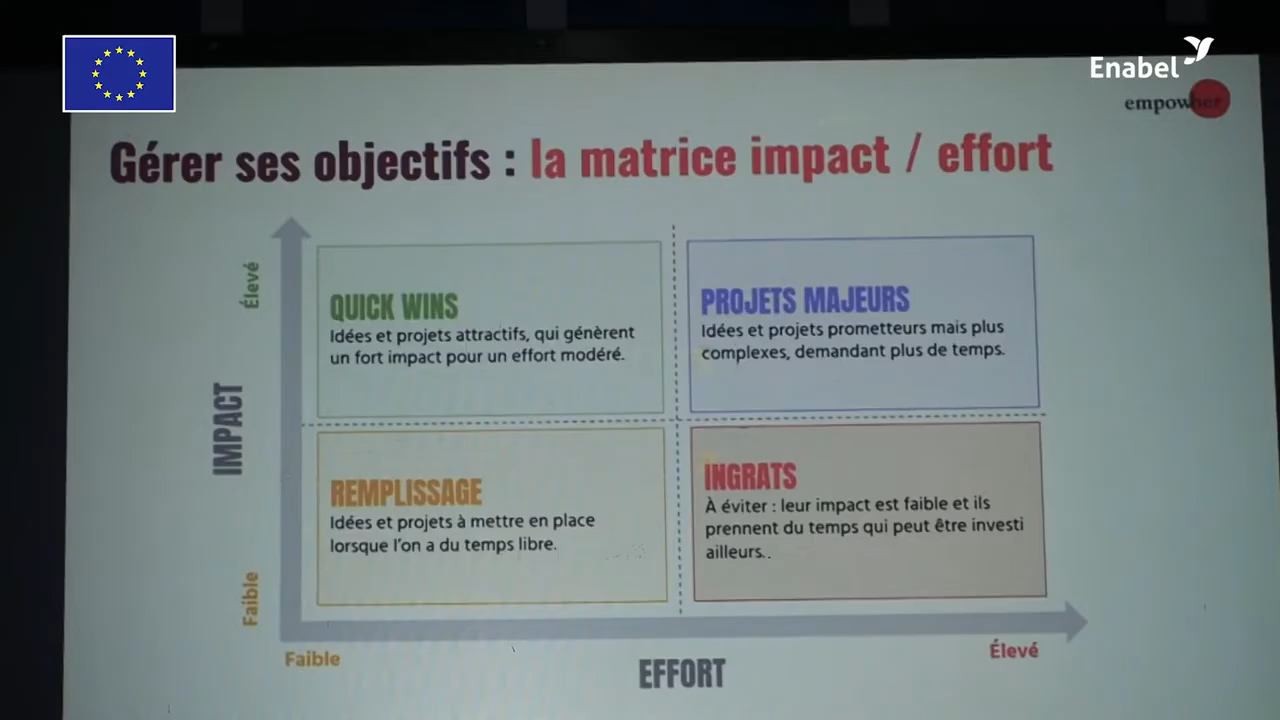 Enabel
empowher
Gérer ses objectifs : la matrice impact / effort
Élevé
IMPACT
Faible
QUICK WINS
Idées et projets attractifs, qui génèrent
un fort impact pour un effort modéré.
PROJETS MAJEURS
Idées et projets prometteurs mais plus
complexes, demandant plus de temps.
REMPLISSAGE
Idées et projets à mettre en place
lorsque l'on a du temps libre.
INGRATS
À éviter : leur impact est faible et ils
prennent du temps qui peut être investi
ailleurs..
Faible
EFFORT
Élevé